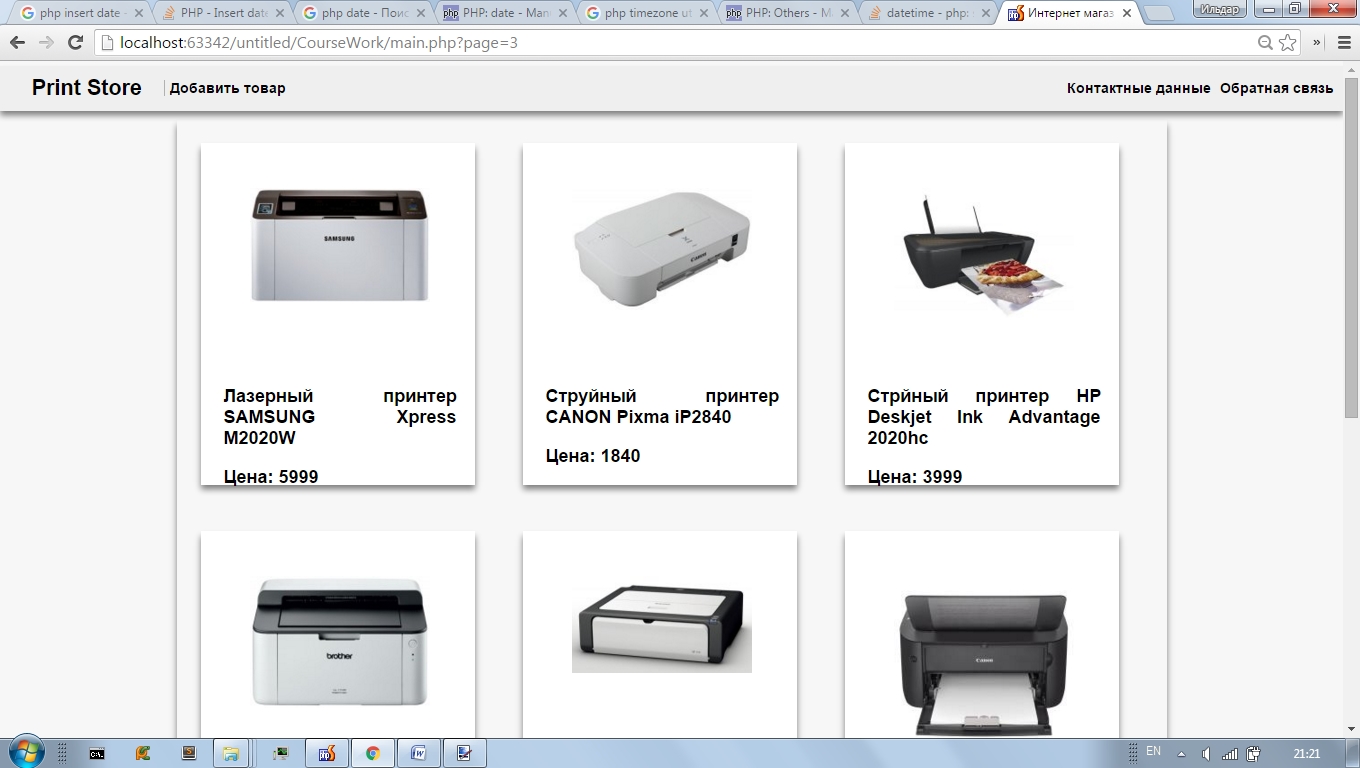 php insert date -
PHP - Insert date
php date - Поис
PHP: date - Man
php timezone ut
PHP: Others - M
datetime - php:
Интернет магаз
Ильдар
localhost:63342/untitled/CourseWork/main.php?page=3
Print Store
Добавить товар
Контактные данные
Обратная связь
SAMSUNG
Canon
Лазерный принтер
SAMSUNG Xpress
M2020W
Цена: 5999
Струйный принтер
CANON Pixma iP2840
Цена: 1840
Стрйный принтер HP
Deskjet Ink Advantage
2020hc
Цена: 3999
brother
Canon
EN
21:21